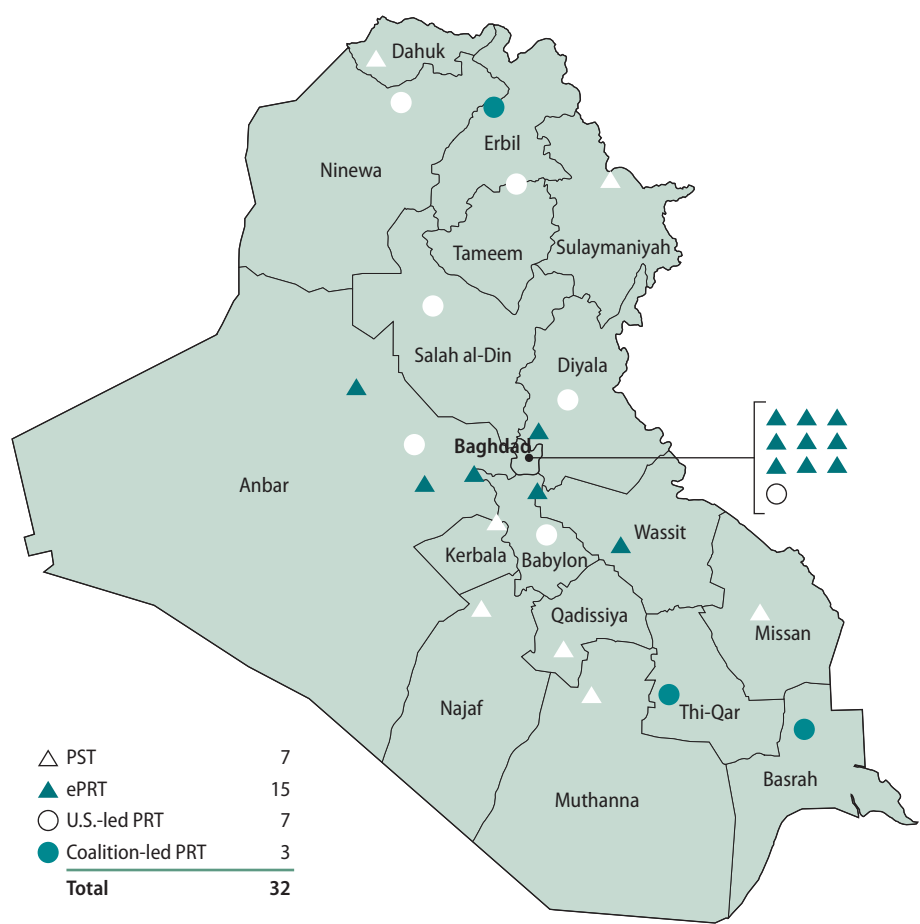 Dahuk
Erbil
Ninewa
Tameem
Sulaymaniyah
Salah al-Din
Diyala
Baghdad
Anbar
Wassit
Kerbala
Babylon
Qadissiya
Missan
Najaf
Thi-Qar
Basrah
Muthanna
PST 7
ePRT 15
U.S.-led PRT 7
Coalition-led PRT 3
Total 32